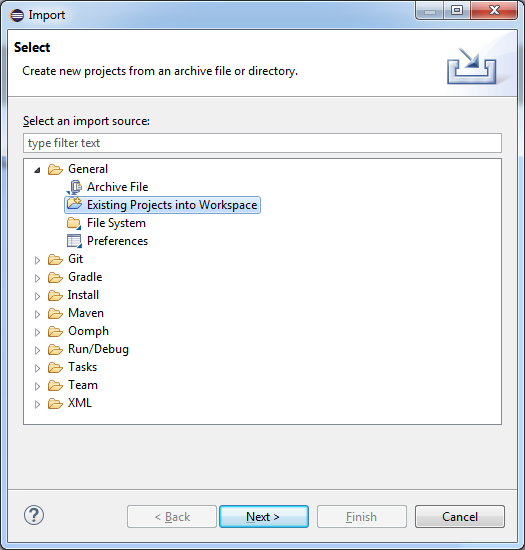 Import
Select
Create new projects from an archive file or directory.
Select an import source:
type filter text
General
Archive File
Existing Projects into Workspace
File System
Preferences
Git
Gradle
Install
Maven
Oomph
Run/Debug
Tasks
Team
XML
? < Back Next > Finish Cancel